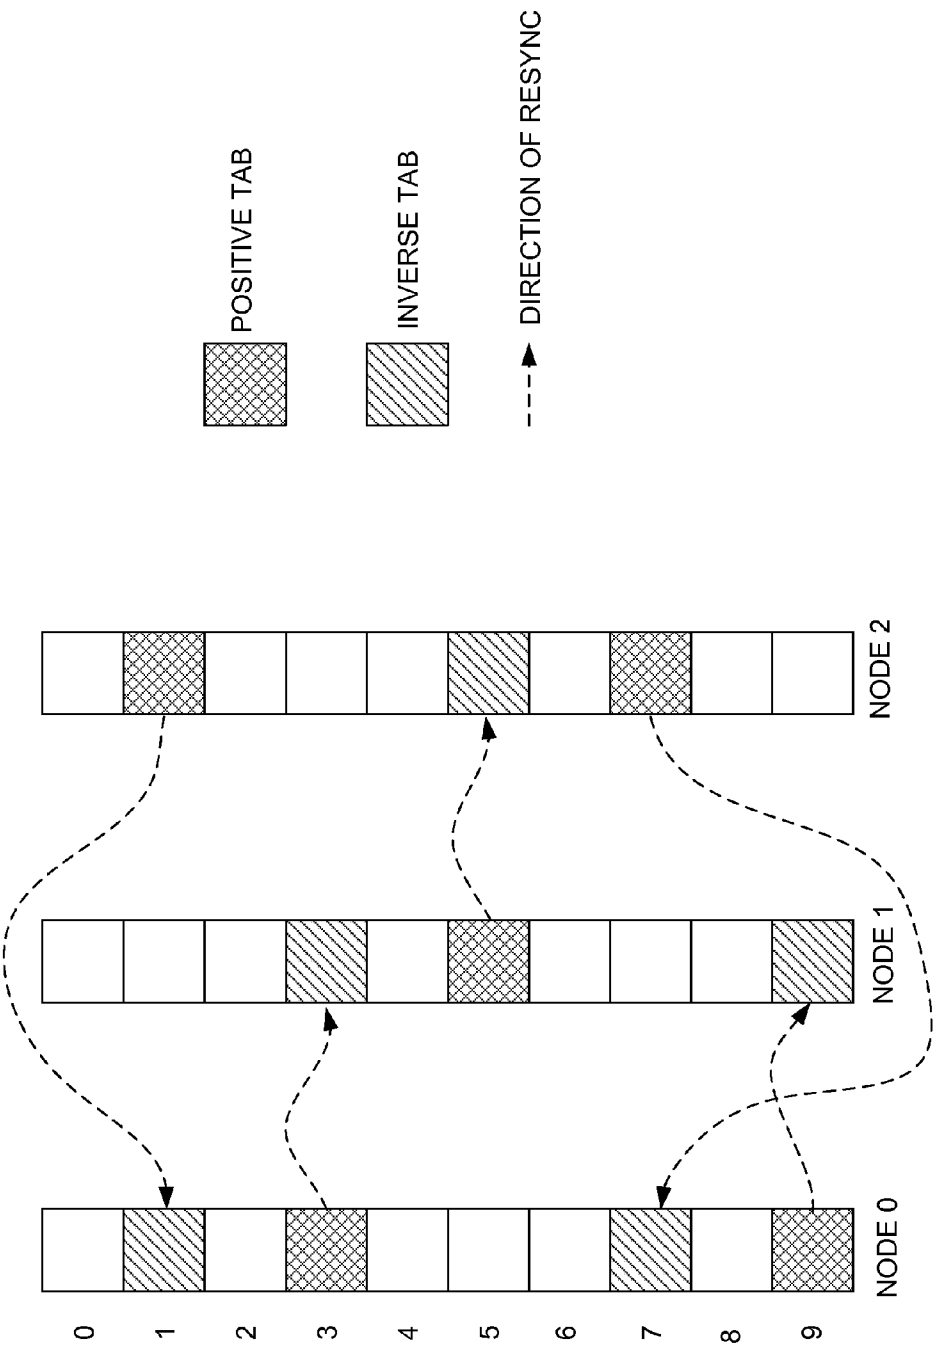 0
1
2
3
4
5
6
7
8
9
NODE 0
NODE 1
NODE 2
POSITIVE TAB
INVERSE TAB
DIRECTION OF RESYNC